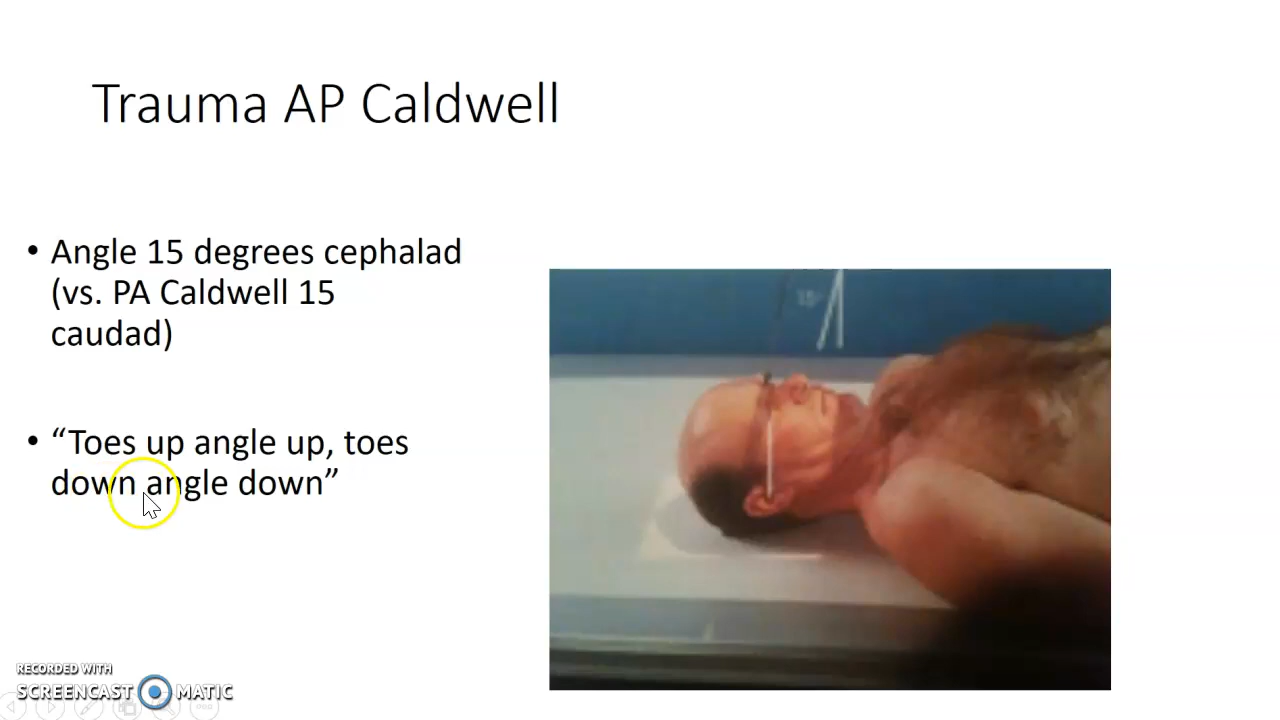 Trauma AP Caldwell
• Angle 15 degrees cephalad
(vs. PA Caldwell 15
caudad)
• “Toes up angle up, toes
down angle down”
15°
RECORDED WITH
SCREENCAST MATIC